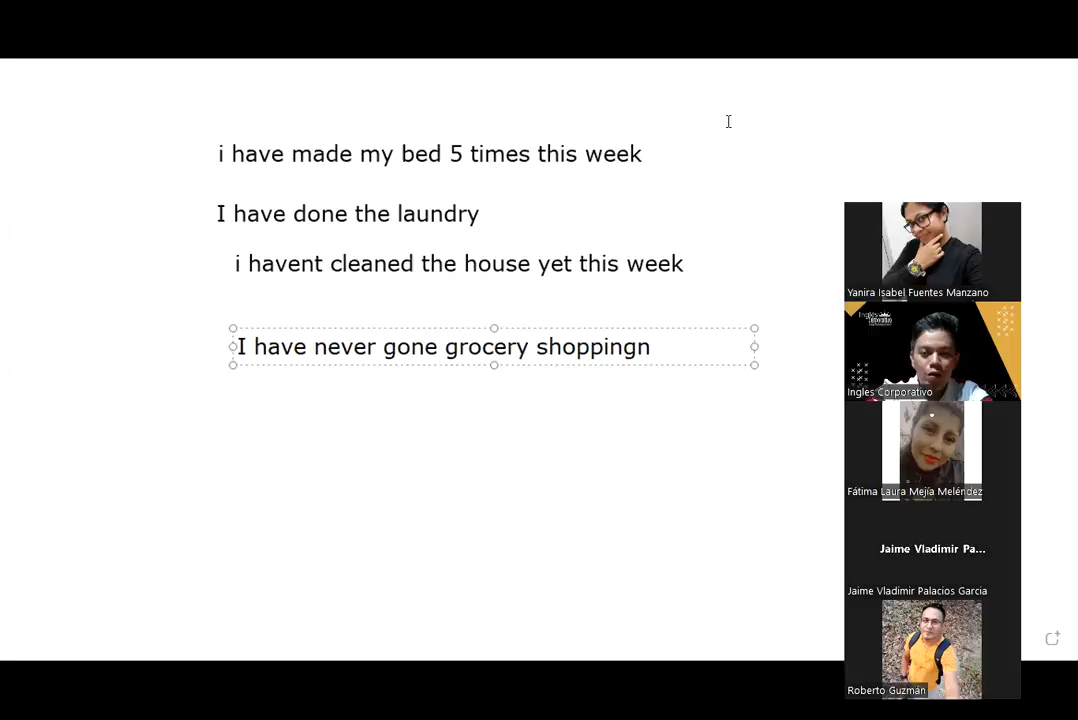 i have made my bed 5 times this week
I have done the laundry
i havent cleaned the house yet this week
I have never gone grocery shoppingn
Yanira Isabel Fuentes Manzano
Inglés
Ingles Corporativo
Fátima Laura Mejía Meléndez
Jaime Vladimir Pa...
Jaime Vladimir Palacios Garcia
Roberto Guzmán